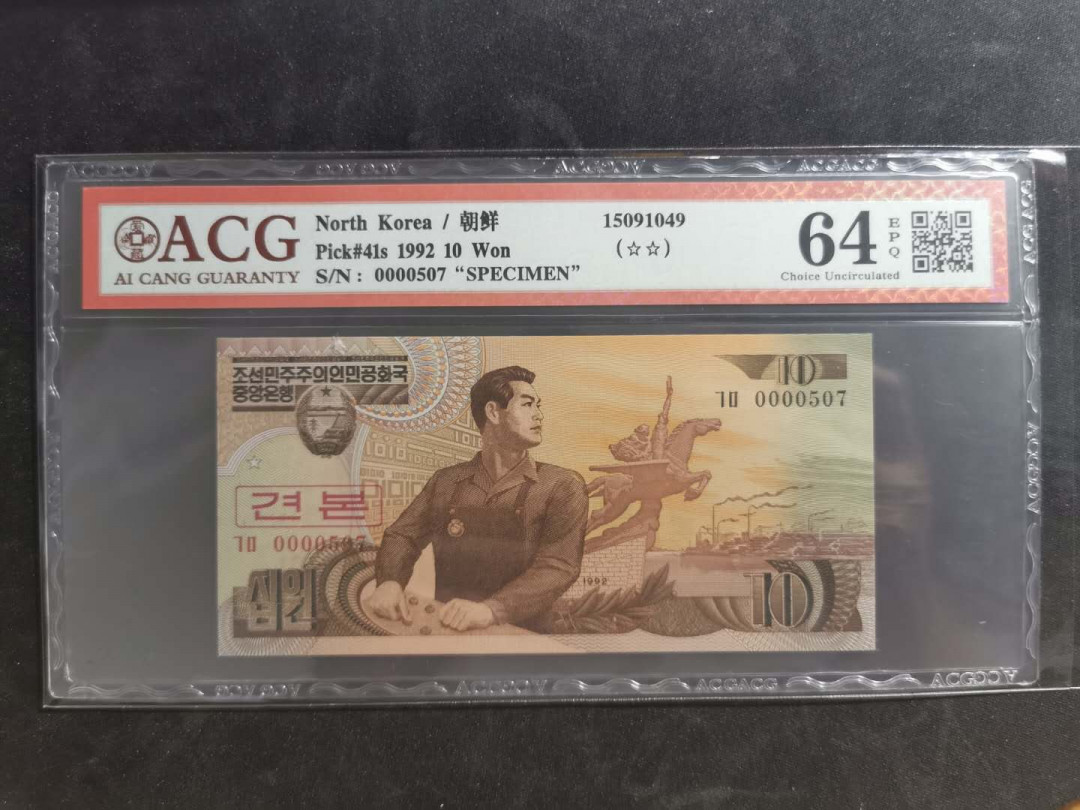 ACG
AI CANG GUARANTY
North Korea / 朝鲜
Pick#41s 1992 10 Won
S/N : 0000507 “SPECIMEN”
15091049
(☆☆)
64
EPQ
Choice Uncirculated
조선민주주의인민공화국
중앙은행
10
ㄱㅁ 0000507
견 본
ㄱㅁ 0000507
십원
1992
10